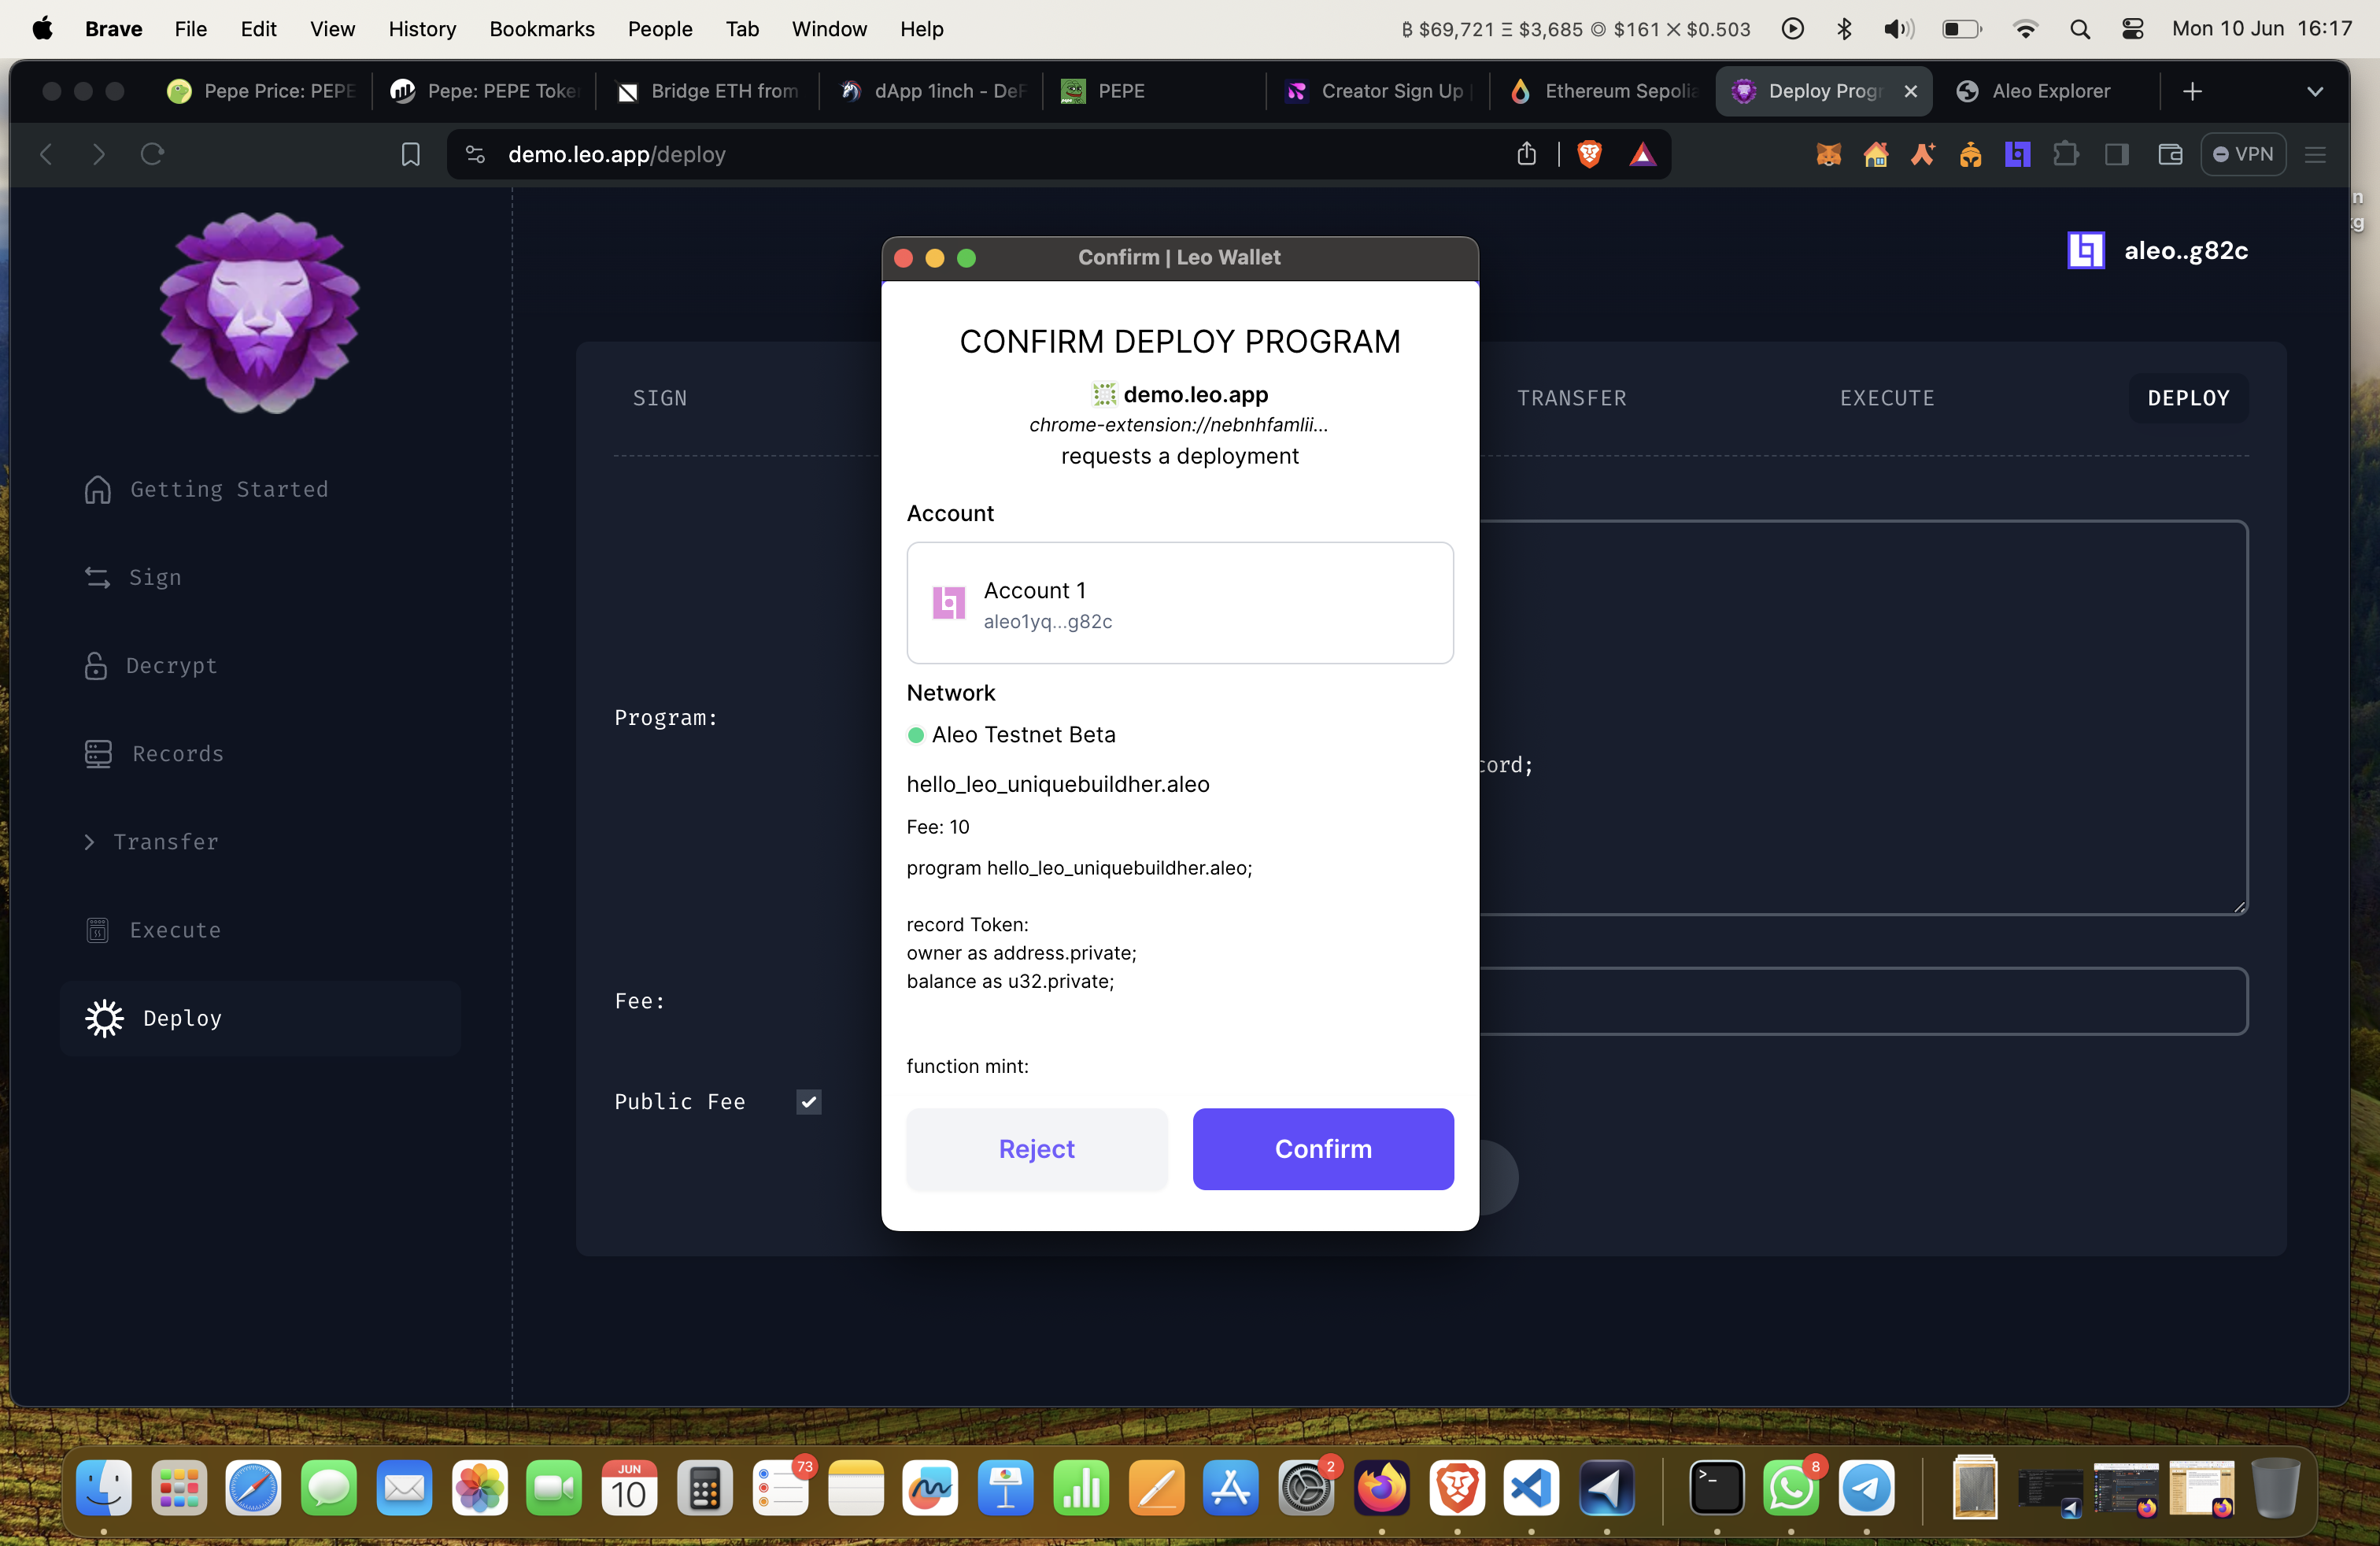 Brave File Edit View History Bookmarks People Tab Window Help ฿ $69,721 Ξ $3,685 ◎ $161 ✕ $0.503 Mon 10 Jun 16:17
Pepe Price: PEPE Pepe: PEPE Toke Bridge ETH from dApp 1inch - DeF PEPE Creator Sign Up | Ethereum Sepolia Deploy Progr Aleo Explorer
demo.leo.app/deploy VPN
n
kg
aleo..g82c
SIGN TRANSFER EXECUTE DEPLOY
Getting Started
Sign
Decrypt
Records
Transfer
Execute
Deploy
Program:
cord;
Fee:
Public Fee
Confirm | Leo Wallet
CONFIRM DEPLOY PROGRAM
demo.leo.app
chrome-extension://nebnhfamlii...
requests a deployment
Account
Account 1
aleo1yq...g82c
Network
Aleo Testnet Beta
hello_leo_uniquebuildher.aleo
Fee: 10
program hello_leo_uniquebuildher.aleo;
record Token:
owner as address.private;
balance as u32.private;
function mint:
Reject Confirm
JUN
10
73
2
8